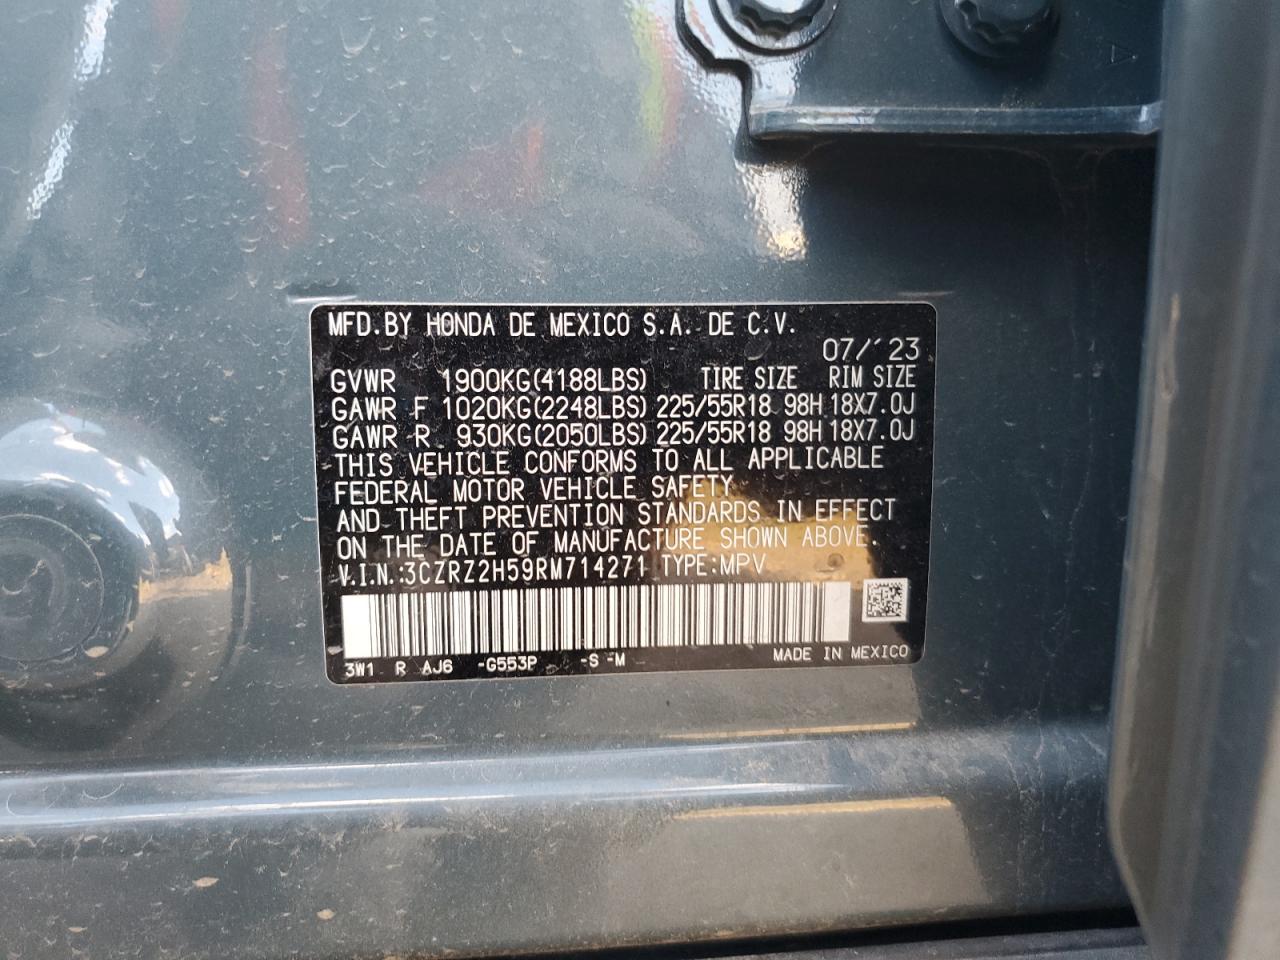 MFD.BY HONDA DE MEXICO S.A. DE C.V.
07/´23
GVWR 1900KG(4188LBS) TIRE SIZE RIM SIZE
GAWR F 1020KG(2248LBS) 225/55R18 98H 18X7.0J
GAWR R 930KG(2050LBS) 225/55R18 98H 18X7.0J
THIS VEHICLE CONFORMS TO ALL APPLICABLE
FEDERAL MOTOR VEHICLE SAFETY
AND THEFT PREVENTION STANDARDS IN EFFECT
ON THE DATE OF MANUFACTURE SHOWN ABOVE.
V.I.N.:3CZRZ2H59RM714271 TYPE:MPV
3W1 R AJ6 -G553P -S -M MADE IN MEXICO